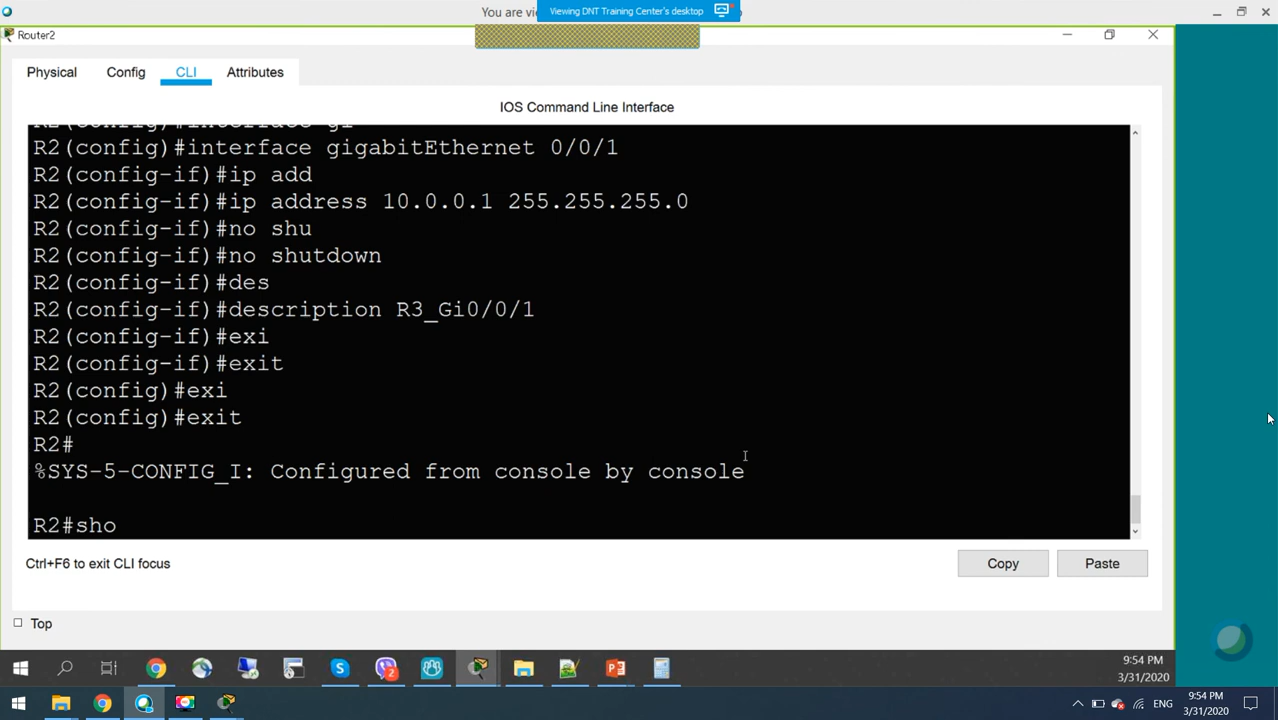 You are vie
Viewing DNT Training Center's desktop
Router2
Physical
Config
CLI
Attributes
IOS Command Line Interface
R2(config)#interface gi
R2(config)#interface gigabitEthernet 0/0/1
R2(config-if)#ip add
R2(config-if)#ip address 10.0.0.1 255.255.255.0
R2(config-if)#no shu
R2(config-if)#no shutdown
R2(config-if)#des
R2(config-if)#description R3_Gi0/0/1
R2(config-if)#exi
R2(config-if)#exit
R2(config)#exi
R2(config)#exit
R2#
%SYS-5-CONFIG_I: Configured from console by console
R2#sho
Ctrl+F6 to exit CLI focus
Copy
Paste
Top
9:54 PM
3/31/2020
ENG
9:54 PM
3/31/2020